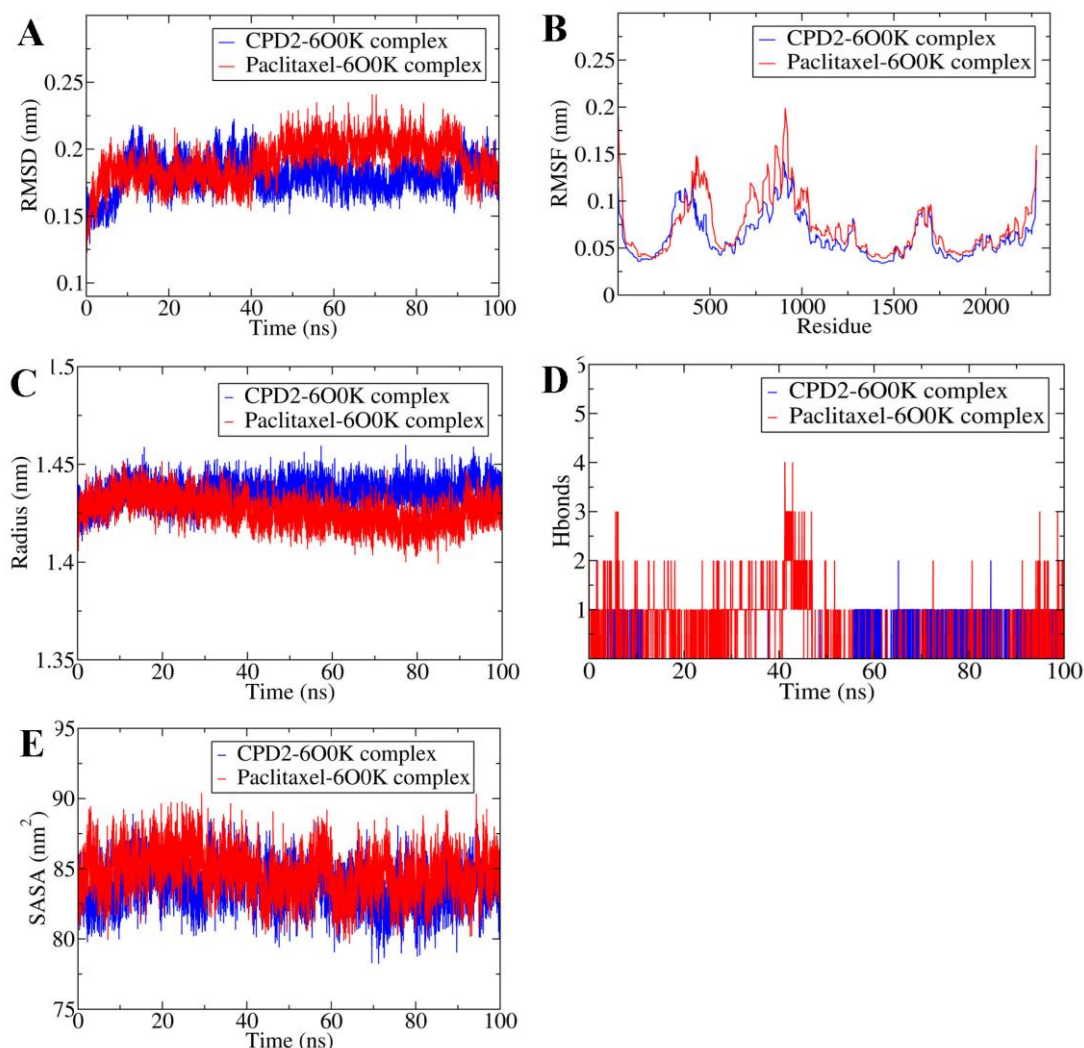 A
CPD2-6O0K complex
Paclitaxel-6O0K complex
RMSD (nm)
0.25
0.2
0.15
0.1
0 20 40 60 80 100
Time (ns)
B
CPD2-6O0K complex
Paclitaxel-6O0K complex
RMSF (nm)
0.25
0.2
0.15
0.1
0.05
0
500 1000 1500 2000
Residue
C
CPD2-6O0K complex
Paclitaxel-6O0K complex
Radius (nm)
1.5
1.45
1.4
1.35
0 20 40 60 80 100
Time (ns)
D
CPD2-6O0K complex
Paclitaxel-6O0K complex
Hbonds
5
4
3
2
1
0 20 40 60 80 100
Time (ns)
E
CPD2-6O0K complex
Paclitaxel-6O0K complex
SASA (nm2)
95
90
85
80
75
0 20 40 60 80 100
Time (ns)